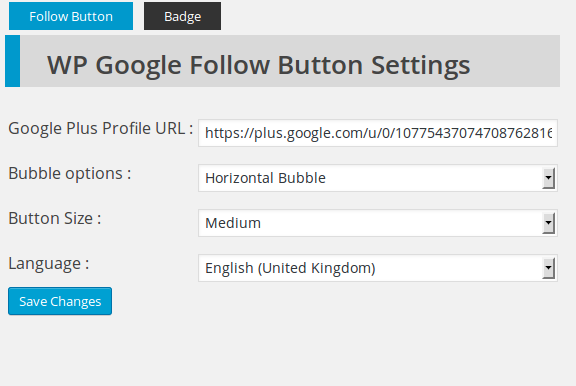 Follow Button Badge
WP Google Follow Button Settings
Google Plus Profile URL : https://plus.google.com/u/0/10775437074708762816
Bubble options : Horizontal Bubble
Button Size : Medium
Language : English (United Kingdom)
Save Changes